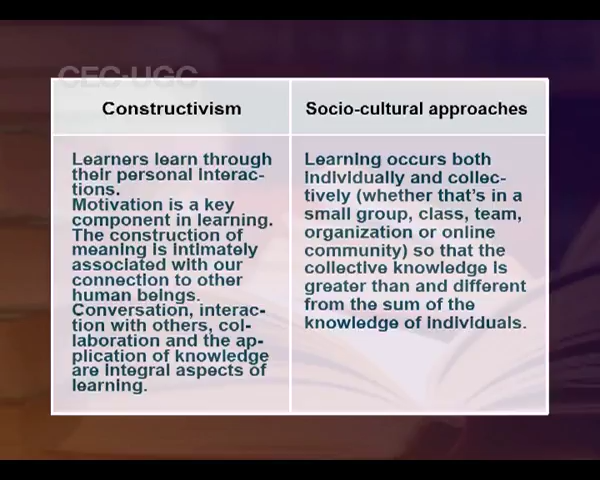 CEC-UGC
Constructivism
Socio-cultural approaches
Learners learn through
their personal interac-
tions.
Motivation is a key
component in learning.
The construction of
meaning is intimately
associated with our
connection to other
human beings.
Conversation, interac-
tion with others, col-
laboration and the ap-
plication of knowledge
are integral aspects of
learning.
Learning occurs both
individually and collec-
tively (whether that's in a
small group, class, team,
organization or online
community) so that the
collective knowledge is
greater than and different
from the sum of the
knowledge of individuals.